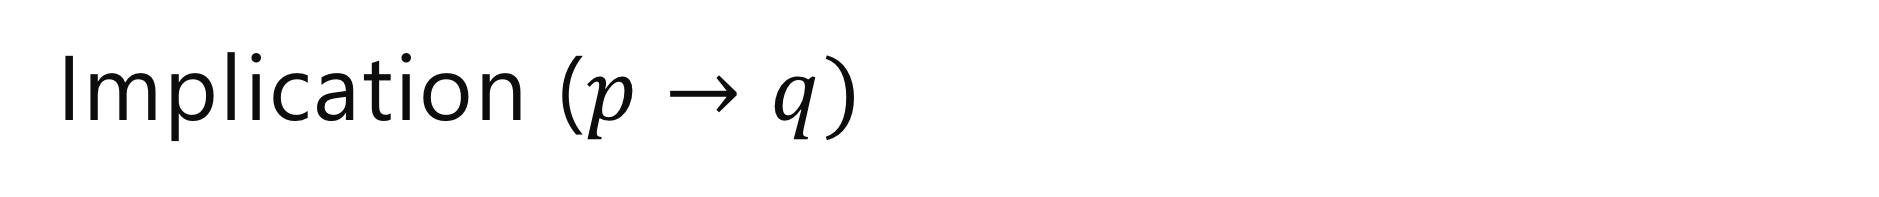 Implication (𝑝 → 𝑞)